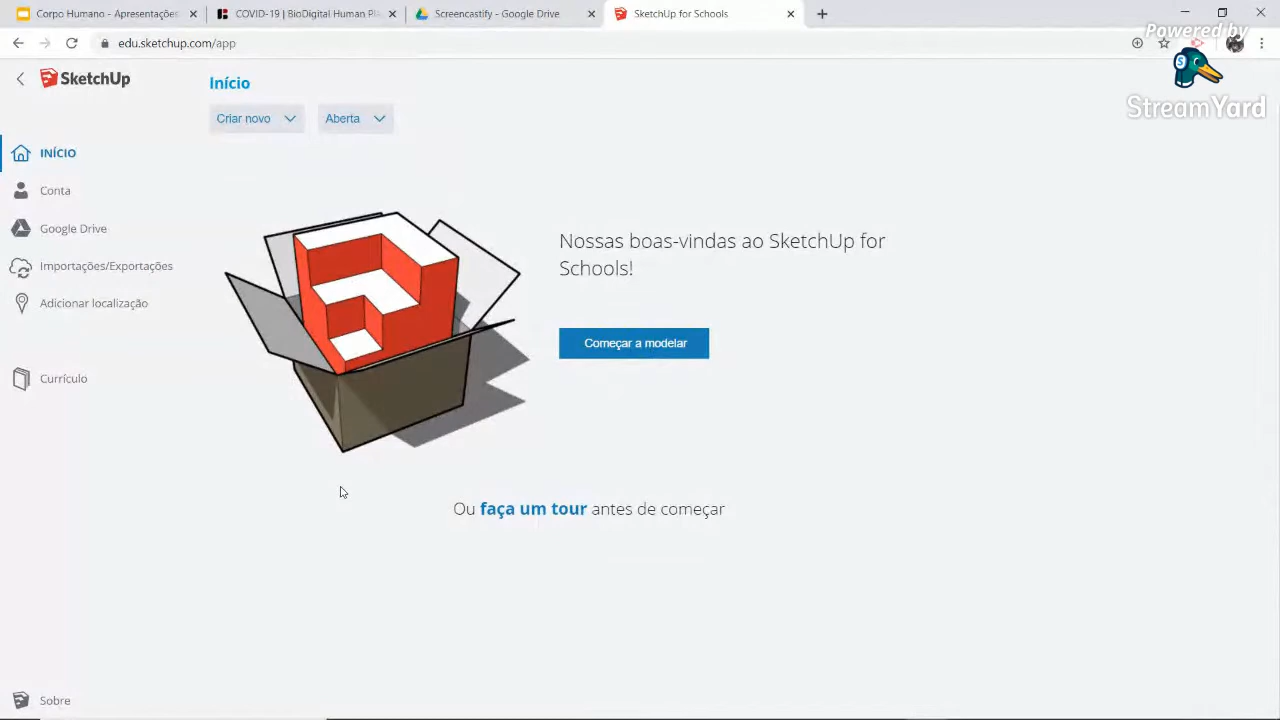 Corpo Humano - Apresentações
COVID-19 | BioDigital Human Pl
Screencastify - Google Drive
SketchUp for Schools
edu.sketchup.com/app
Powered by
StreamYard
SketchUp
Início
Criar novo
Aberta
INÍCIO
Conta
Google Drive
Importações/Exportações
Adicionar localização
Currículo
Nossas boas-vindas ao SketchUp for
Schools!
Começar a modelar
Ou faça um tour antes de começar
Sobre